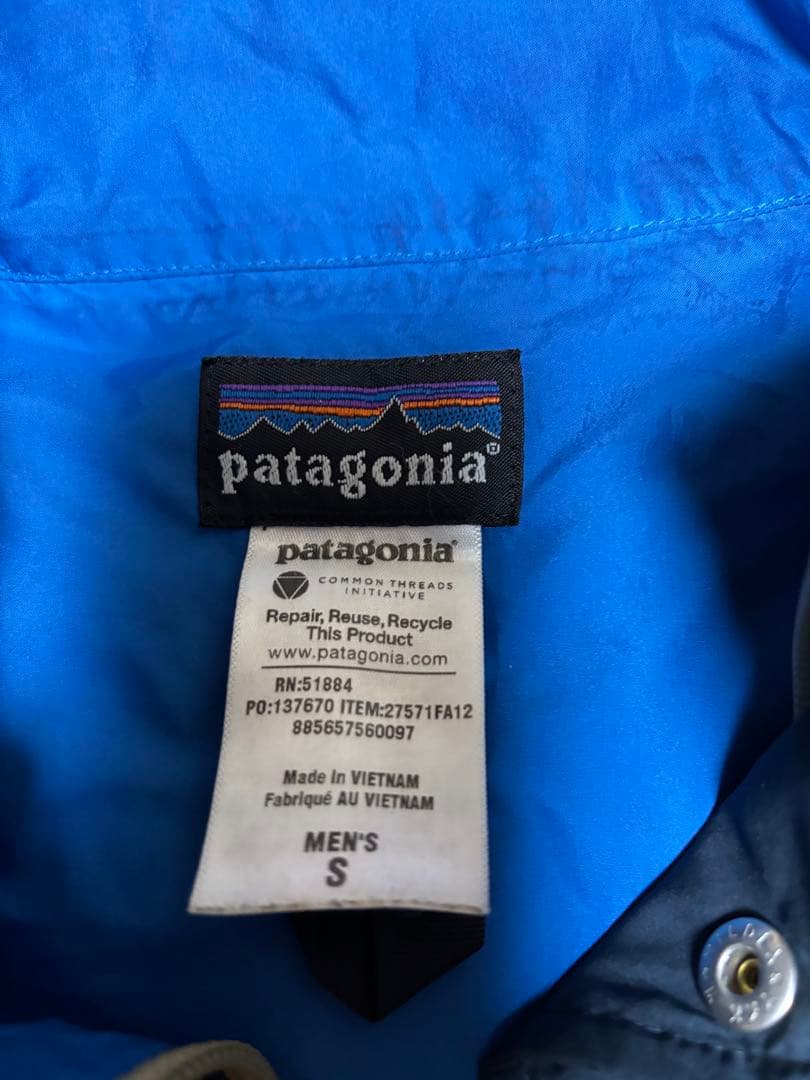 patagonia®
patagonia®
COMMON THREADS
INITIATIVE
Repair, Reuse, Recycle
This Product
www.patagonia.com
RN:51884
PO:137670 ITEM:27571FA12
885657560097
Made in VIETNAM
Fabriqué AU VIETNAM
MEN'S
S